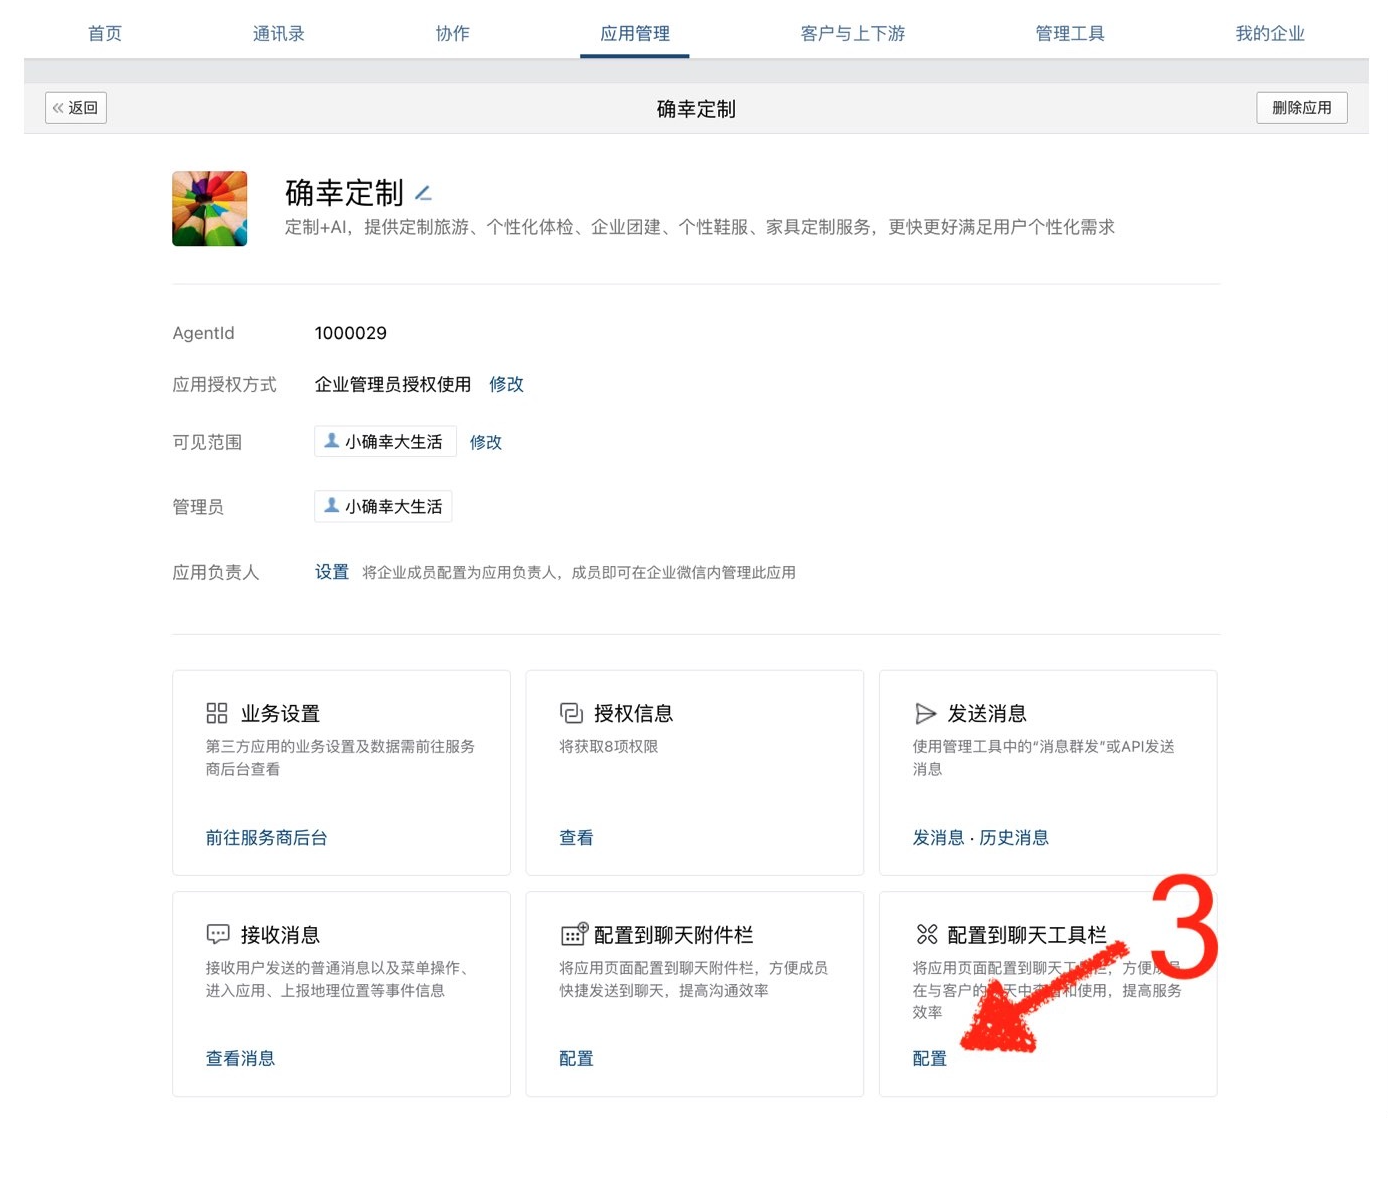 首页 通讯录 协作 应用管理 客户与上下游 管理工具 我的企业
« 返回 确幸定制 删除应用
确幸定制
定制+AI，提供定制旅游、个性化体检、企业团建、个性鞋服、家具定制服务，更快更好满足用户个性化需求
AgentId 1000029
应用授权方式 企业管理员授权使用 修改
可见范围 小确幸大生活 修改
管理员 小确幸大生活
应用负责人 设置 将企业成员配置为应用负责人，成员即可在企业微信内管理此应用
业务设置
第三方应用的业务设置及数据需前往服务
商后台查看
前往服务商后台
授权信息
将获取8项权限
查看
发送消息
使用管理工具中的“消息群发”或API发送
消息
发消息 · 历史消息
接收消息
接收用户发送的普通消息以及菜单操作、
进入应用、上报地理位置等事件信息
查看消息
配置到聊天附件栏
将应用页面配置到聊天附件栏，方便成员
快捷发送到聊天，提高沟通效率
配置
3
配置到聊天工具栏
将应用页面配置到聊天工具栏，方便成员
在与客户的聊天中查看和使用，提高服务
效率
配置